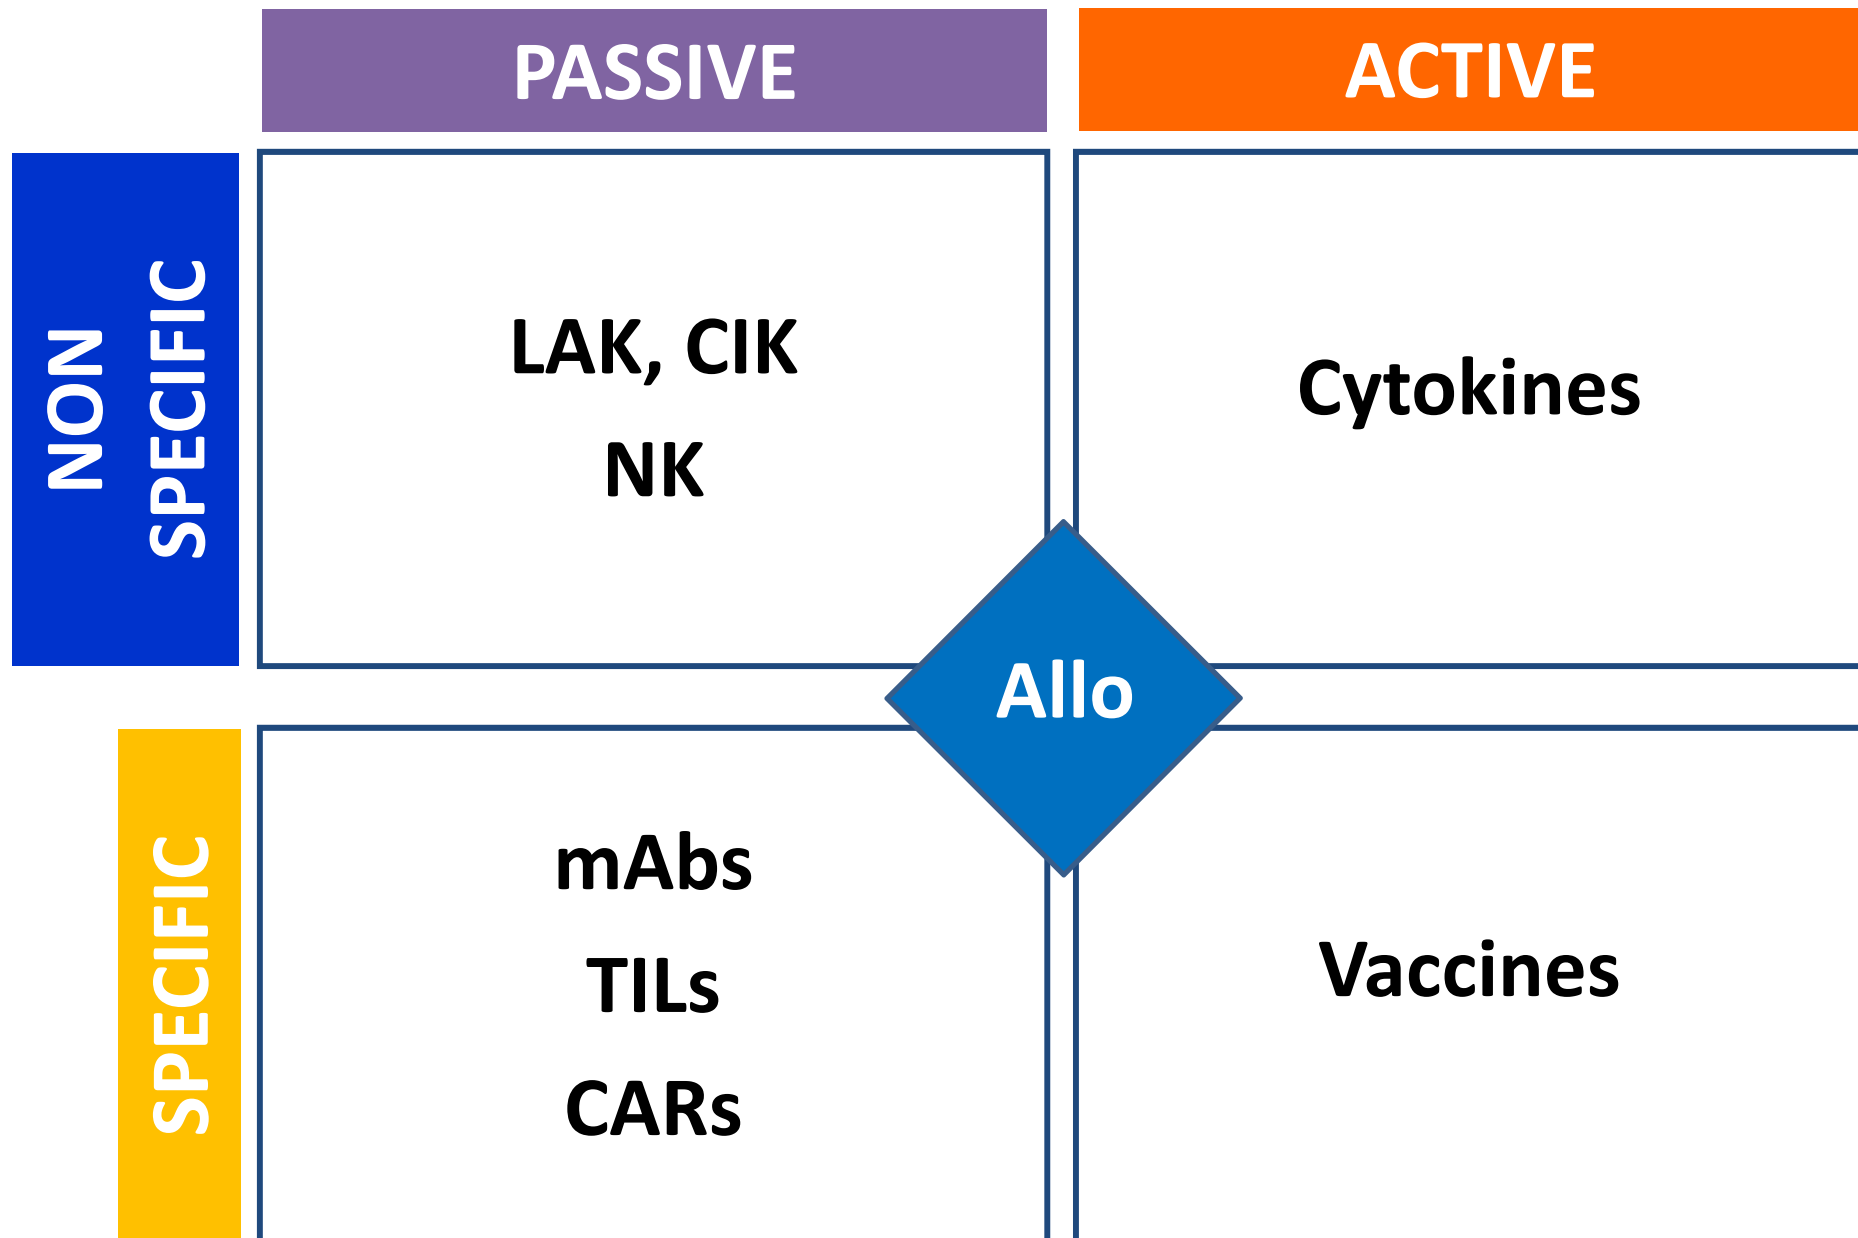 PASSIVE
ACTIVE
NON
SPECIFIC
LAK, CIK
NK
Cytokines
Allo
SPECIFIC
mAbs
TILs
CARs
Vaccines